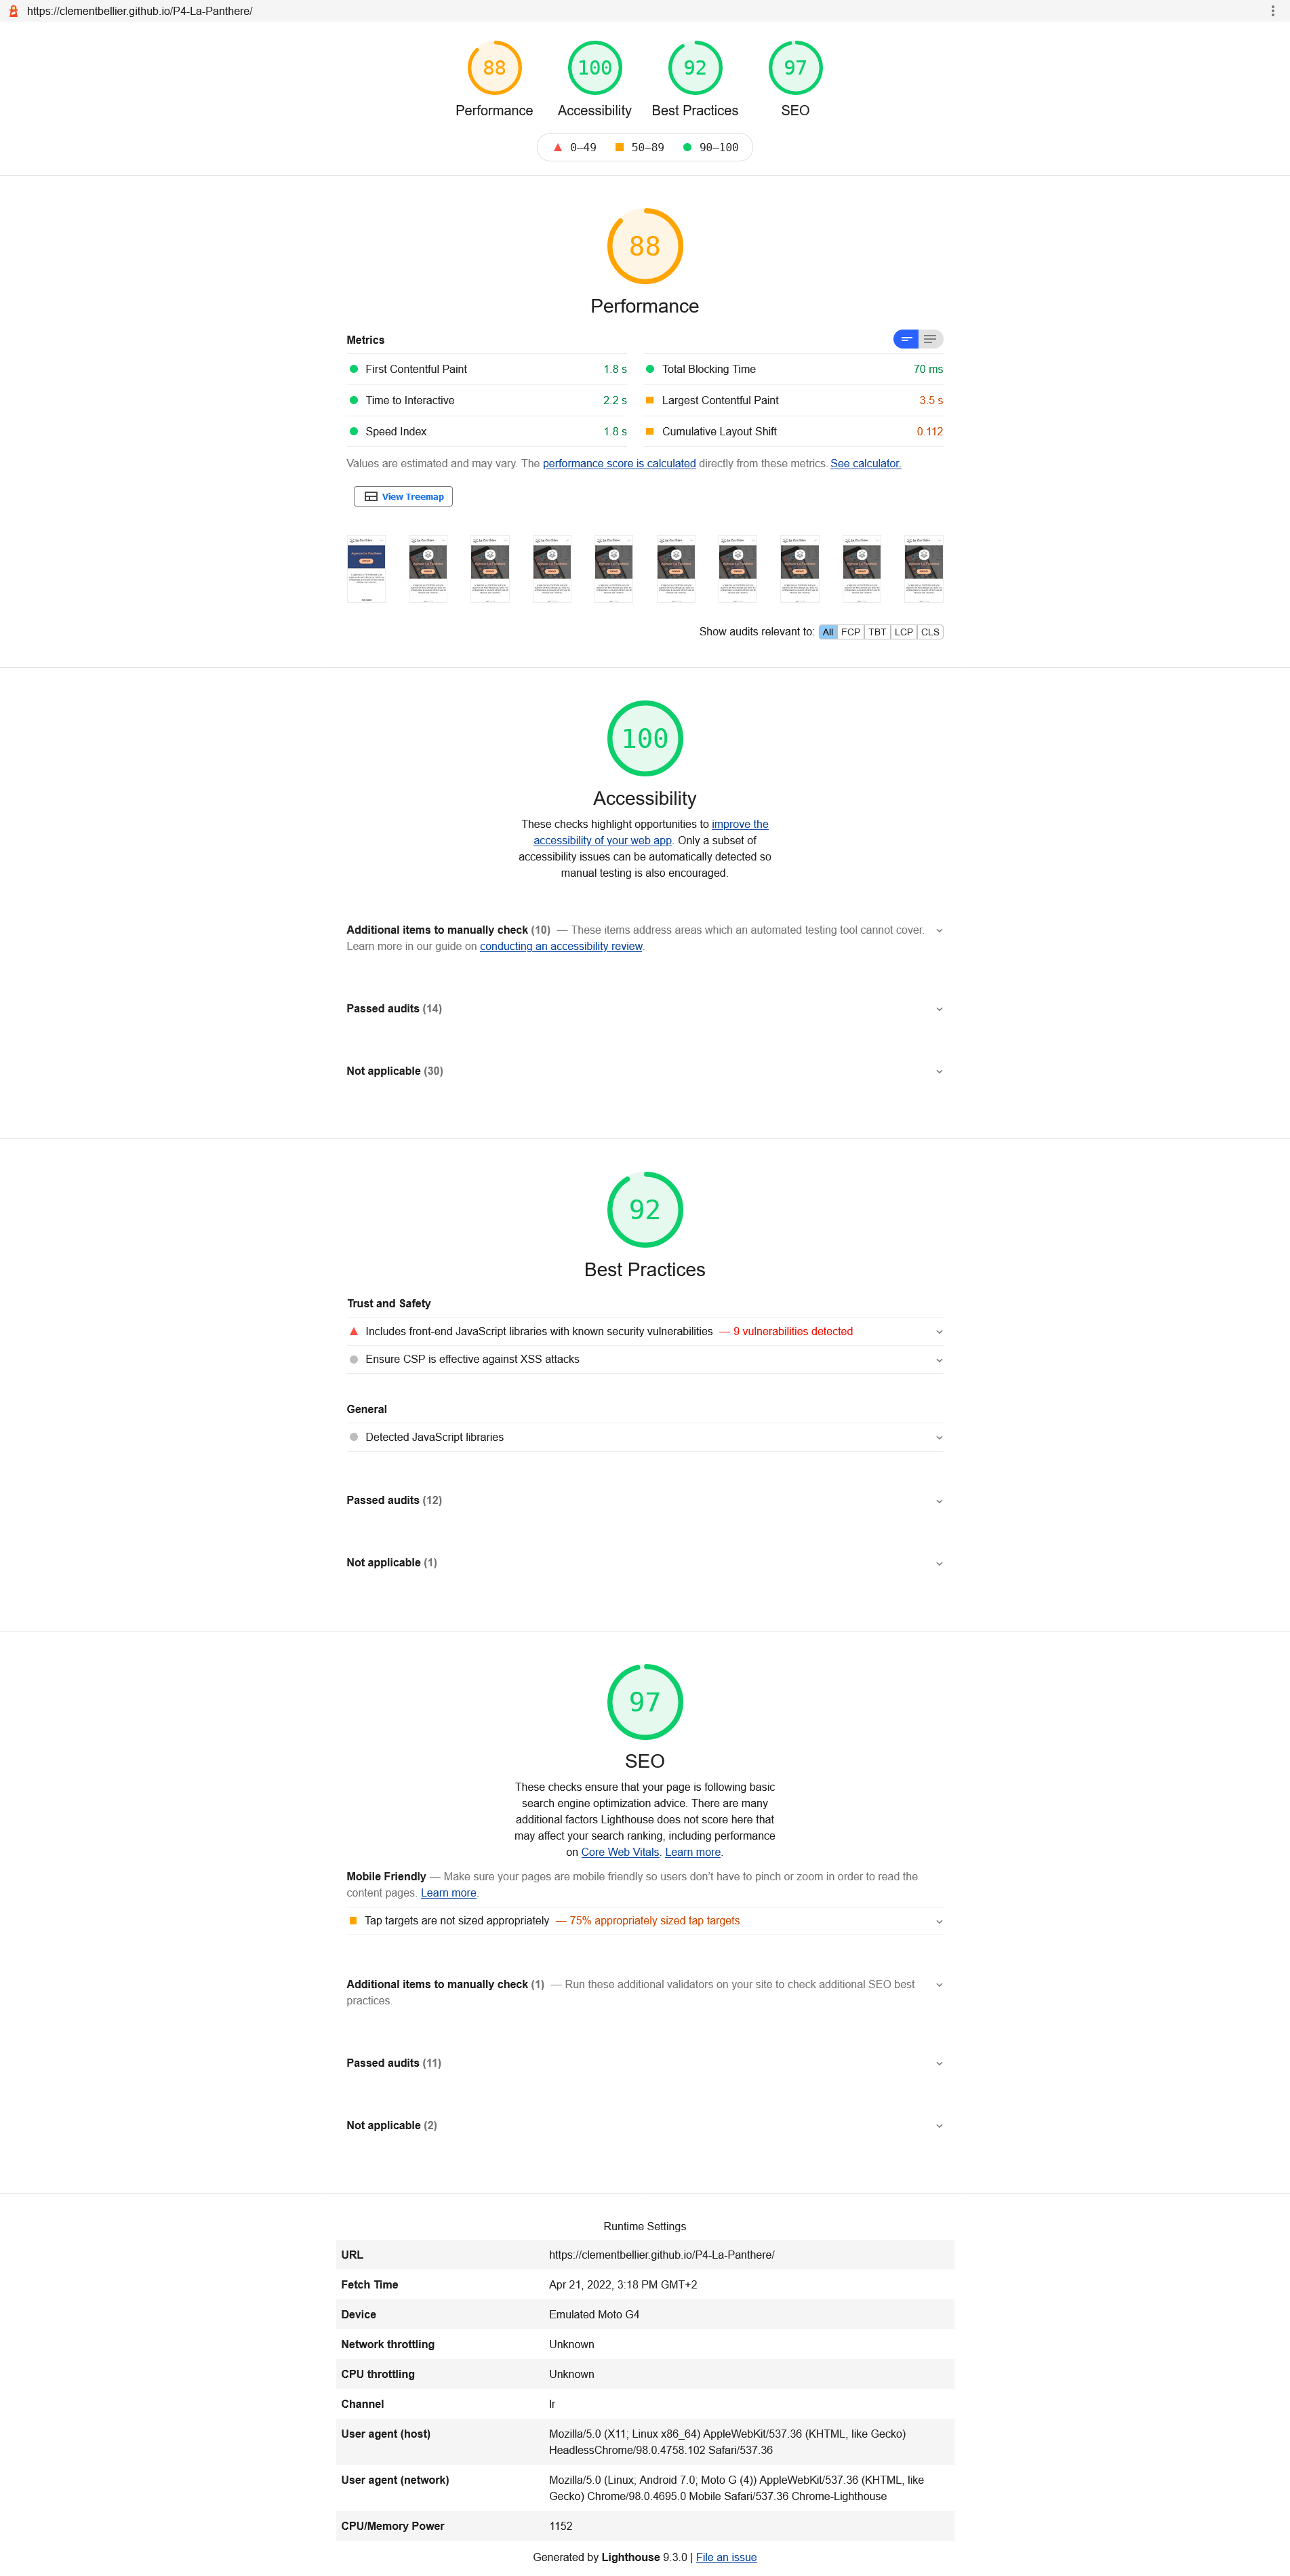 https://clementbellier.github.io/P4-La-Panthere/
88
100
92
97
Performance
Accessibility
Best Practices
SEO
0–49
50–89
90–100
88
Performance
Metrics
First Contentful Paint 1.8 s
Total Blocking Time 70 ms
Time to Interactive 2.2 s
Largest Contentful Paint 3.5 s
Speed Index 1.8 s
Cumulative Layout Shift 0.112
Values are estimated and may vary. The performance score is calculated directly from these metrics. See calculator.
View Treemap
Show audits relevant to: All FCP TBT LCP CLS
100
Accessibility
These checks highlight opportunities to improve the
accessibility of your web app. Only a subset of
accessibility issues can be automatically detected so
manual testing is also encouraged.
Additional items to manually check (10) — These items address areas which an automated testing tool cannot cover.
Learn more in our guide on conducting an accessibility review.
Passed audits (14)
Not applicable (30)
92
Best Practices
Trust and Safety
Includes front-end JavaScript libraries with known security vulnerabilities — 9 vulnerabilities detected
Ensure CSP is effective against XSS attacks
General
Detected JavaScript libraries
Passed audits (12)
Not applicable (1)
97
SEO
These checks ensure that your page is following basic
search engine optimization advice. There are many
additional factors Lighthouse does not score here that
may affect your search ranking, including performance
on Core Web Vitals. Learn more.
Mobile Friendly — Make sure your pages are mobile friendly so users don’t have to pinch or zoom in order to read the
content pages. Learn more.
Tap targets are not sized appropriately — 75% appropriately sized tap targets
Additional items to manually check (1) — Run these additional validators on your site to check additional SEO best
practices.
Passed audits (11)
Not applicable (2)
Runtime Settings
URL https://clementbellier.github.io/P4-La-Panthere/
Fetch Time Apr 21, 2022, 3:18 PM GMT+2
Device Emulated Moto G4
Network throttling Unknown
CPU throttling Unknown
Channel lr
User agent (host) Mozilla/5.0 (X11; Linux x86_64) AppleWebKit/537.36 (KHTML, like Gecko)
HeadlessChrome/98.0.4758.102 Safari/537.36
User agent (network) Mozilla/5.0 (Linux; Android 7.0; Moto G (4)) AppleWebKit/537.36 (KHTML, like
Gecko) Chrome/98.0.4695.0 Mobile Safari/537.36 Chrome-Lighthouse
CPU/Memory Power 1152
Generated by Lighthouse 9.3.0 | File an issue